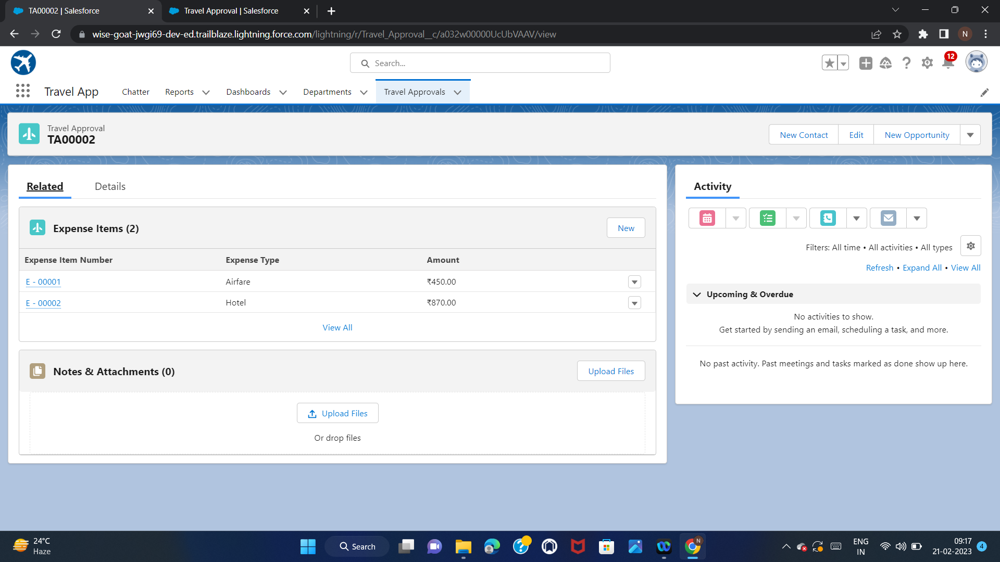 TA00002 | Salesforce
Travel Approval | Salesforce
wise-goat-jwgi69-dev-ed.trailblaze.lightning.force.com/lightning/r/Travel_Approval__c/a032w00000UcUbVAAV/view
N
Search...
12
Travel App
Chatter
Reports
Dashboards
Departments
Travel Approvals
Travel Approval
TA00002
New Contact
Edit
New Opportunity
Related
Details
Expense Items (2)
New
Expense Item Number
Expense Type
Amount
E - 00001
Airfare
₹450.00
E - 00002
Hotel
₹870.00
View All
Notes & Attachments (0)
Upload Files
Upload Files
Or drop files
Activity
Filters: All time • All activities • All types
Refresh • Expand All • View All
Upcoming & Overdue
No activities to show.
Get started by sending an email, scheduling a task, and more.
No past activity. Past meetings and tasks marked as done show up here.
24°C
Haze
Search
N
ENG
IN
09:17
21-02-2023
4